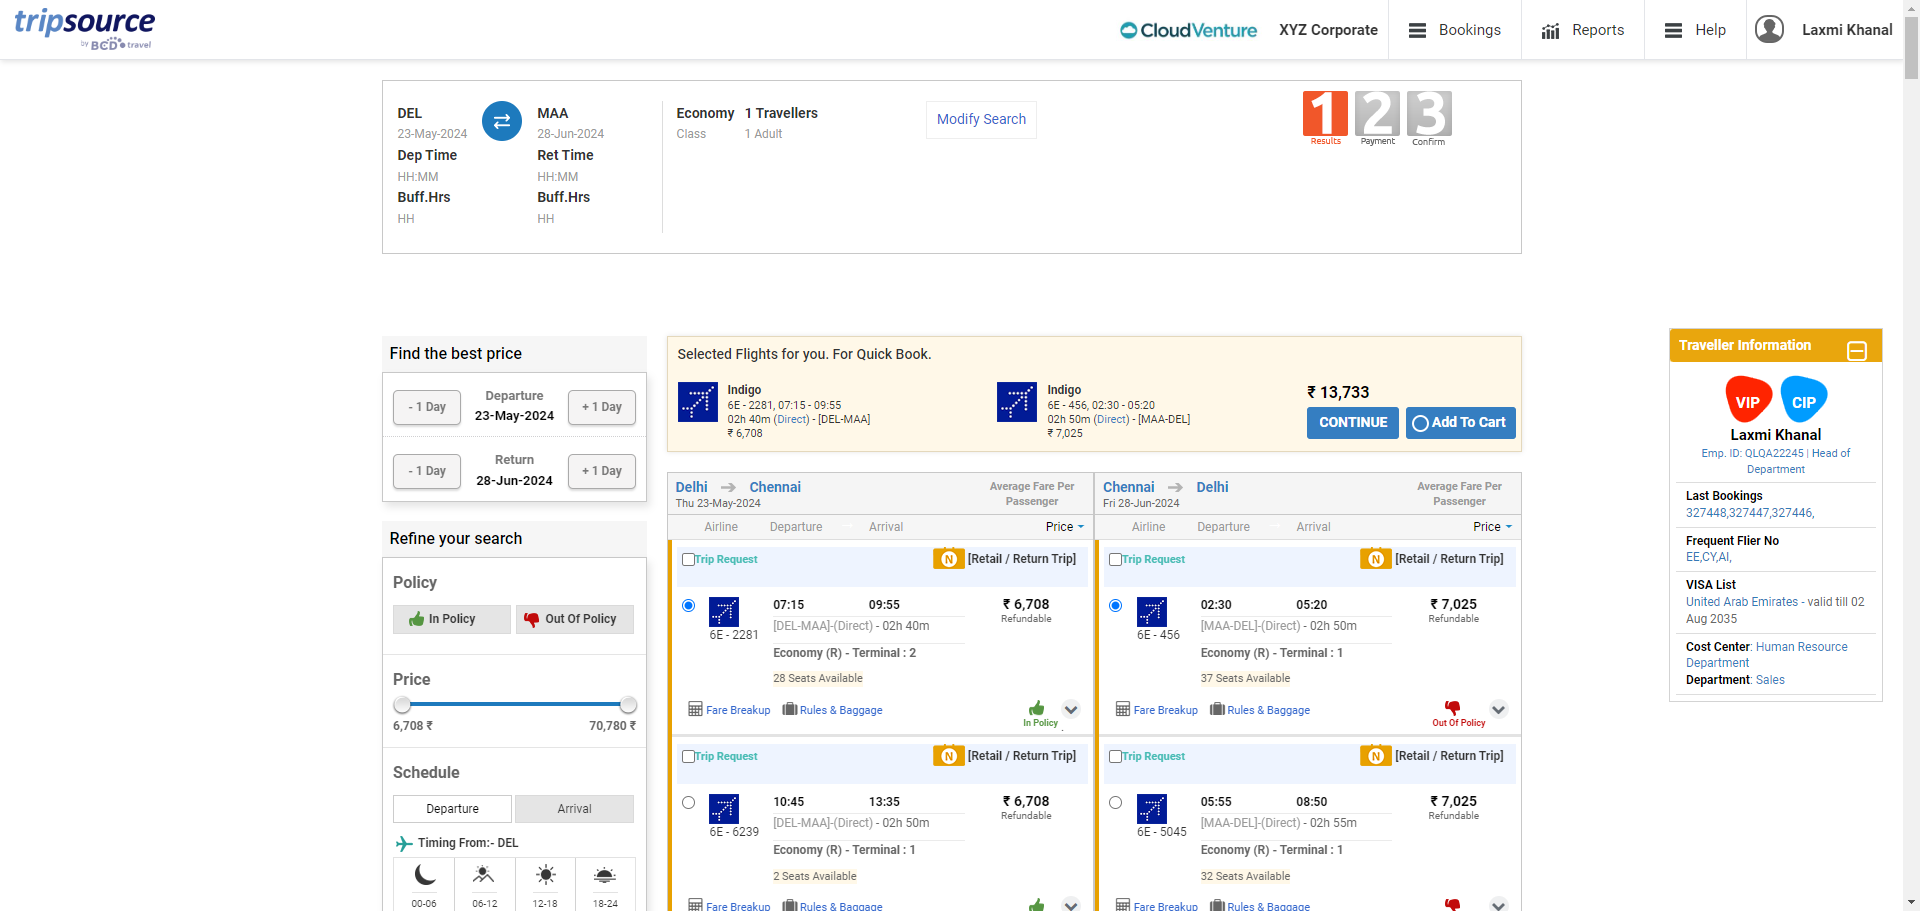 tripsource
by BCD travel
CloudVenture
XYZ Corporate
Bookings
Reports
Help
Laxmi Khanal
DEL
23-May-2024
Dep Time
HH:MM
Buff.Hrs
HH
MAA
28-Jun-2024
Ret Time
HH:MM
Buff.Hrs
HH
Economy
Class
1 Travellers
1 Adult
Modify Search
1
Results
2
Payment
3
Confirm
Find the best price
- 1 Day
Departure
23-May-2024
+ 1 Day
- 1 Day
Return
28-Jun-2024
+ 1 Day
Refine your search
Policy
In Policy
Out Of Policy
Price
6,708 ₹
70,780 ₹
Schedule
Departure
Arrival
Timing From:- DEL
00-06
06-12
12-18
18-24
Selected Flights for you. For Quick Book.
Indigo
6E - 2281, 07:15 - 09:55
02h 40m (Direct) - [DEL-MAA]
₹ 6,708
Indigo
6E - 456, 02:30 - 05:20
02h 50m (Direct) - [MAA-DEL]
₹ 7,025
₹ 13,733
CONTINUE
Add To Cart
Delhi
Chennai
Thu 23-May-2024
Average Fare Per
Passenger
Airline
Departure
Arrival
Price
Trip Request
N
[Retail / Return Trip]
07:15
09:55
₹ 6,708
[DEL-MAA]-(Direct) - 02h 40m
Refundable
6E - 2281
Economy (R) - Terminal : 2
28 Seats Available
Fare Breakup
Rules & Baggage
In Policy
Trip Request
N
[Retail / Return Trip]
10:45
13:35
₹ 6,708
[DEL-MAA]-(Direct) - 02h 50m
Refundable
6E - 6239
Economy (R) - Terminal : 1
2 Seats Available
Fare Breakup
Rules & Baggage
Chennai
Delhi
Fri 28-Jun-2024
Average Fare Per
Passenger
Airline
Departure
Arrival
Price
Trip Request
N
[Retail / Return Trip]
02:30
05:20
₹ 7,025
[MAA-DEL]-(Direct) - 02h 50m
Refundable
6E - 456
Economy (R) - Terminal : 1
37 Seats Available
Fare Breakup
Rules & Baggage
Out Of Policy
Trip Request
N
[Retail / Return Trip]
05:55
08:50
₹ 7,025
[MAA-DEL]-(Direct) - 02h 55m
Refundable
6E - 5045
Economy (R) - Terminal : 1
32 Seats Available
Fare Breakup
Rules & Baggage
Traveller Information
VIP
CIP
Laxmi Khanal
Emp. ID: QLQA22245 | Head of
Department
Last Bookings
327448,327447,327446,
Frequent Flier No
EE,CY,AI,
VISA List
United Arab Emirates - valid till 02
Aug 2035
Cost Center: Human Resource
Department
Department: Sales